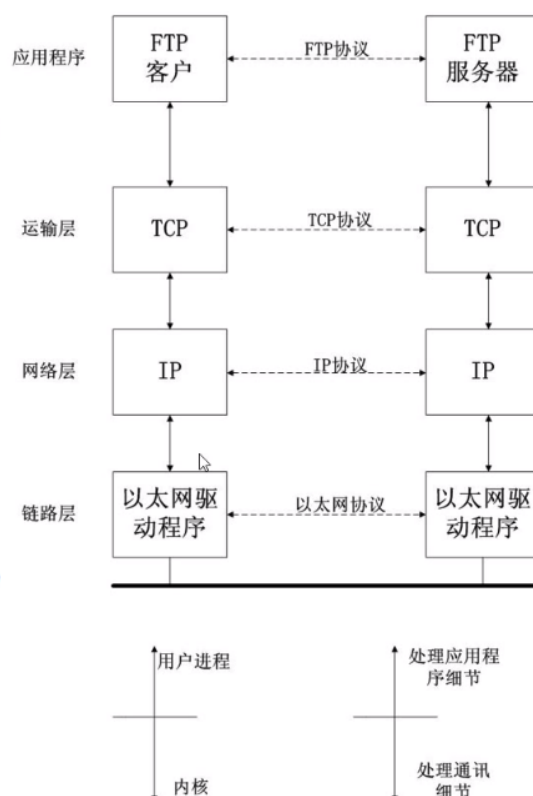 应用程序
FTP
客户
FTP协议
FTP
服务器
运输层
TCP
TCP协议
TCP
网络层
IP
IP协议
IP
链路层
以太网驱
动程序
以太网协议
以太网驱
动程序
用户进程
处理应用程
序细节
内核
处理通讯
细节